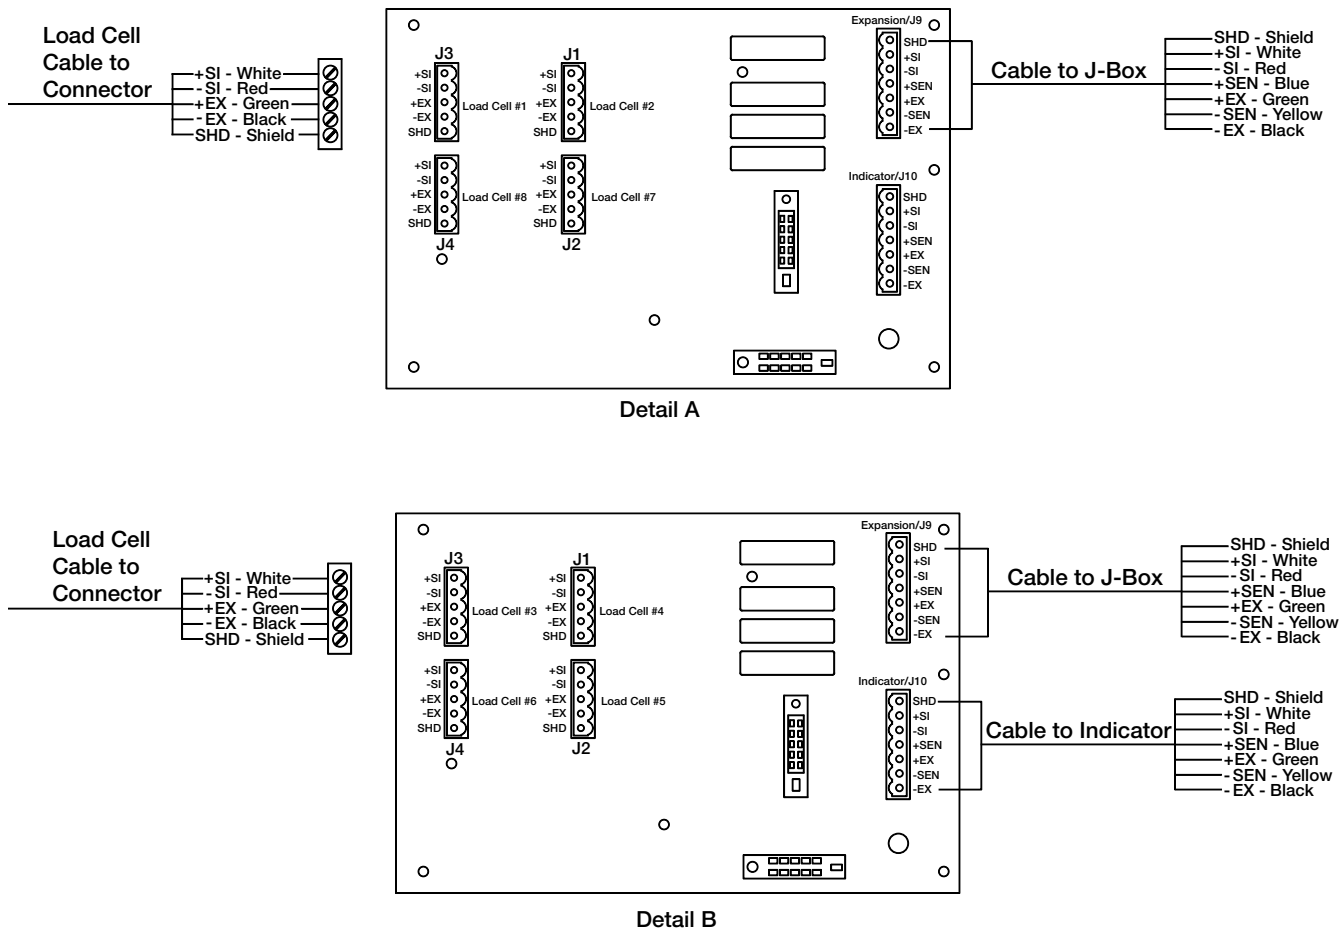 Load Cell
Cable to
Connector
+SI - White
-SI - Red
+EX - Green
-EX - Black
SHD - Shield
J3
+SI
-SI
+EX
-EX
SHD
Load Cell #1
J1
+SI
-SI
+EX
-EX
SHD
Load Cell #2
+SI
-SI
+EX
-EX
SHD
Load Cell #8
J4
+SI
-SI
+EX
-EX
SHD
Load Cell #7
J2
Expansion/J9
SHD
+SI
-SI
+SEN
+EX
-SEN
-EX
Indicator/J10
SHD
+SI
-SI
+SEN
+EX
-SEN
-EX
Cable to J-Box
SHD - Shield
+SI - White
-SI - Red
+SEN - Blue
+EX - Green
-SEN - Yellow
-EX - Black
Detail A
Load Cell
Cable to
Connector
+SI - White
-SI - Red
+EX - Green
-EX - Black
SHD - Shield
J3
+SI
-SI
+EX
-EX
SHD
Load Cell #3
J1
+SI
-SI
+EX
-EX
SHD
Load Cell #4
+SI
-SI
+EX
-EX
SHD
Load Cell #6
J4
+SI
-SI
+EX
-EX
SHD
Load Cell #5
J2
Expansion/J9
SHD
+SI
-SI
+SEN
+EX
-SEN
-EX
Indicator/J10
SHD
+SI
-SI
+SEN
+EX
-SEN
-EX
Cable to J-Box
SHD - Shield
+SI - White
-SI - Red
+SEN - Blue
+EX - Green
-SEN - Yellow
-EX - Black
Cable to Indicator
SHD - Shield
+SI - White
-SI - Red
+SEN - Blue
+EX - Green
-SEN - Yellow
-EX - Black
Detail B